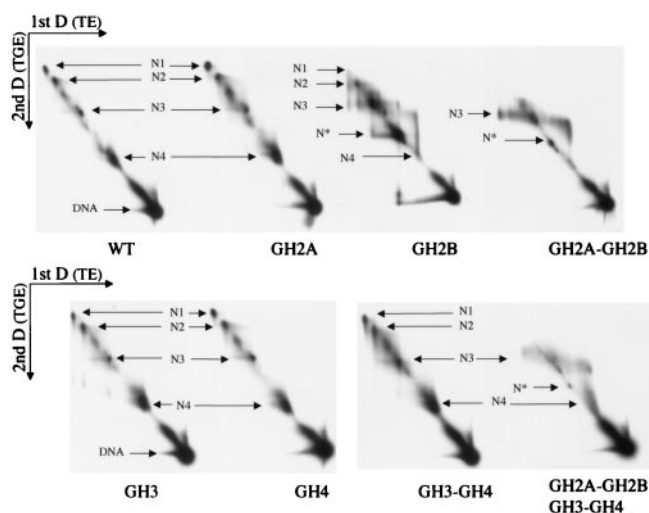 1st D (TE)
2nd D (TGE)
N1
N2
N3
N4
DNA
N1
N2
N3
N*
N4
N3
N*
WT
GH2A
GH2B
GH2A-GH2B
1st D (TE)
2nd D (TGE)
N1
N2
N3
N4
DNA
N1
N2
N3
N*
N4
GH3
GH4
GH3-GH4
GH2A-GH2B
GH3-GH4